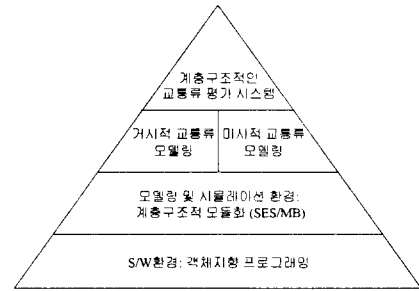 계층구조적인
교통류 평가 시스템
거시적 교통류
모델링
미시적 교통류
모델링
모델링 및 시뮬레이션 환경:
계층구조적 모듈화 (SES/MB)
S/W환경: 객체지향 프로그래밍